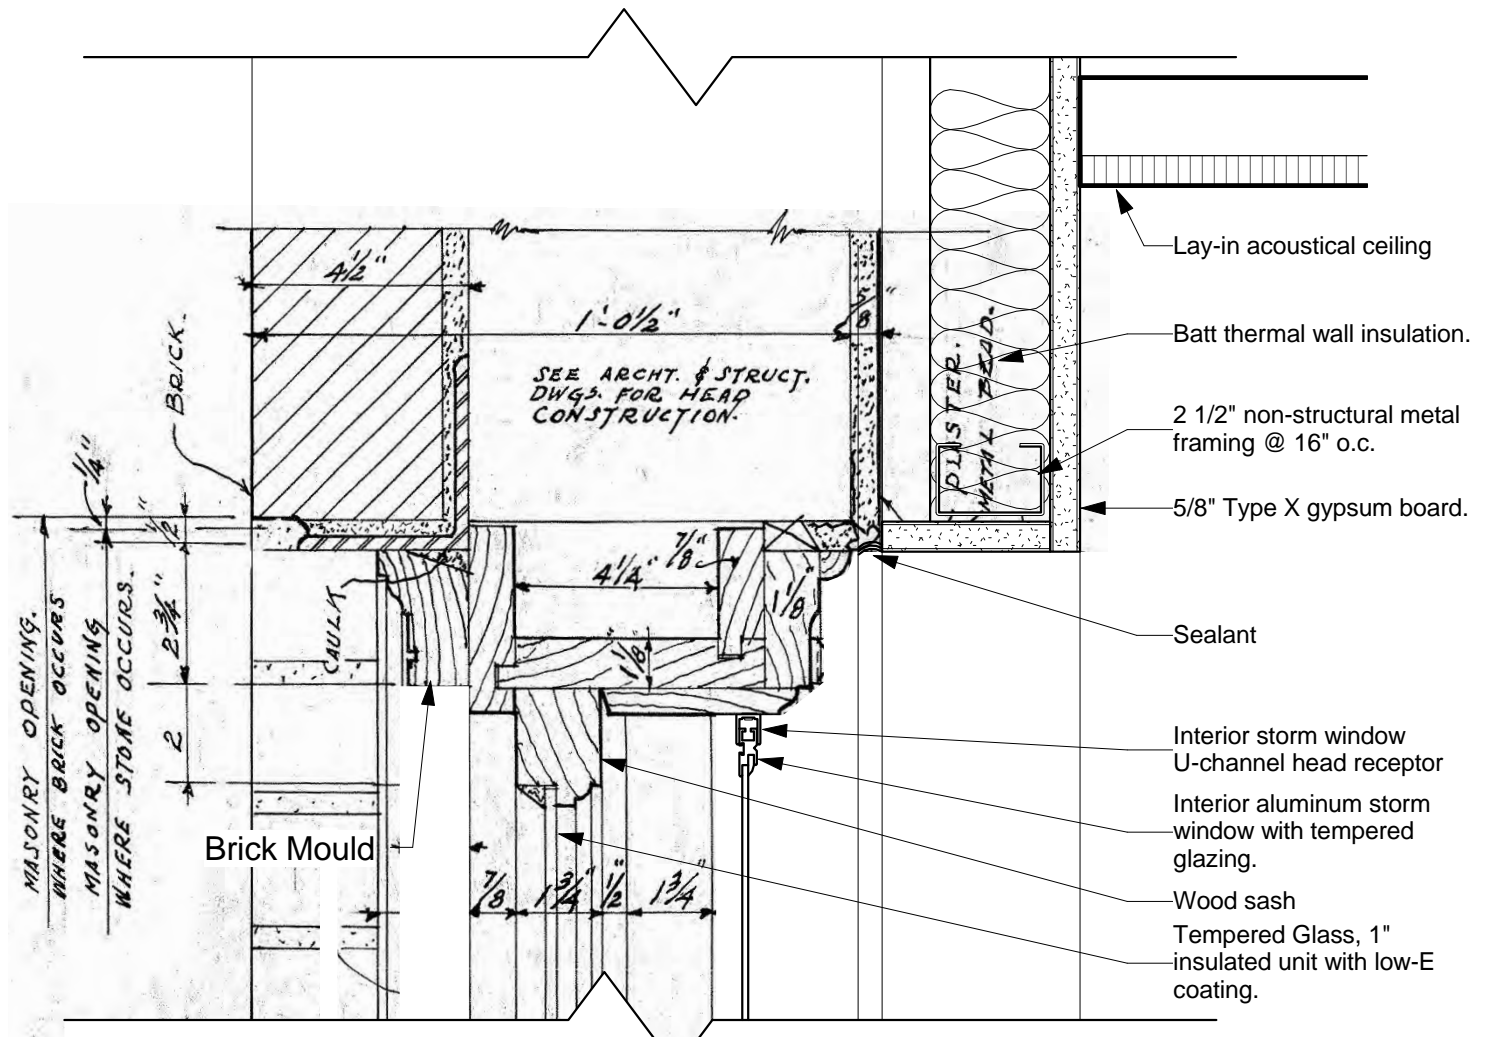 Lay-in acoustical ceiling
4 1/2"
5/8"
1'-0 1/2"
BRICK.
SEE ARCHT. & STRUCT.
DWGS. FOR HEAD
CONSTRUCTION.
PLASTER.
METAL BEAD.
Batt thermal wall insulation.
2 1/2" non-structural metal
framing @ 16" o.c.
5/8" Type X gypsum board.
1/4"
1/2"
7/8"
4 1/4"
1 1/8"
1 1/8"
CAULK
2 3/4"
2
MASONRY OPENING.
WHERE BRICK OCCURS
MASONRY OPENING
WHERE STONE OCCURS.
Sealant
Interior storm window
U-channel head receptor
Interior aluminum storm
window with tempered
glazing.
Brick Mould
7/8
1 3/4"
1/2"
1 3/4"
Wood sash
Tempered Glass, 1"
insulated unit with low-E
coating.